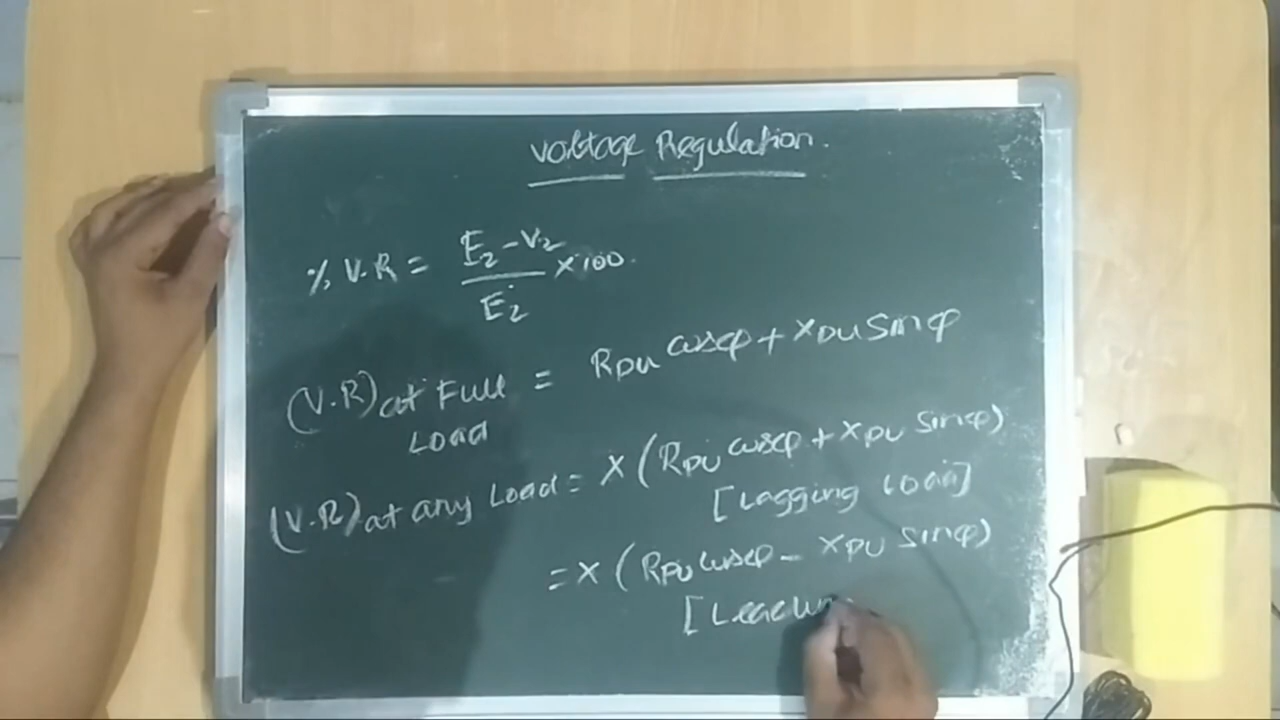 Voltage Regulation.
% V.R = E2 - V2 / E2 × 100.
(V.R) at Full Load = RPU cosφ + XPU Sinφ
(V.R) at any Load = x (RPU cosφ + XPU Sinφ)
[Lagging Load]
= x (RPU cosφ - XPU Sinφ)
[Leadin